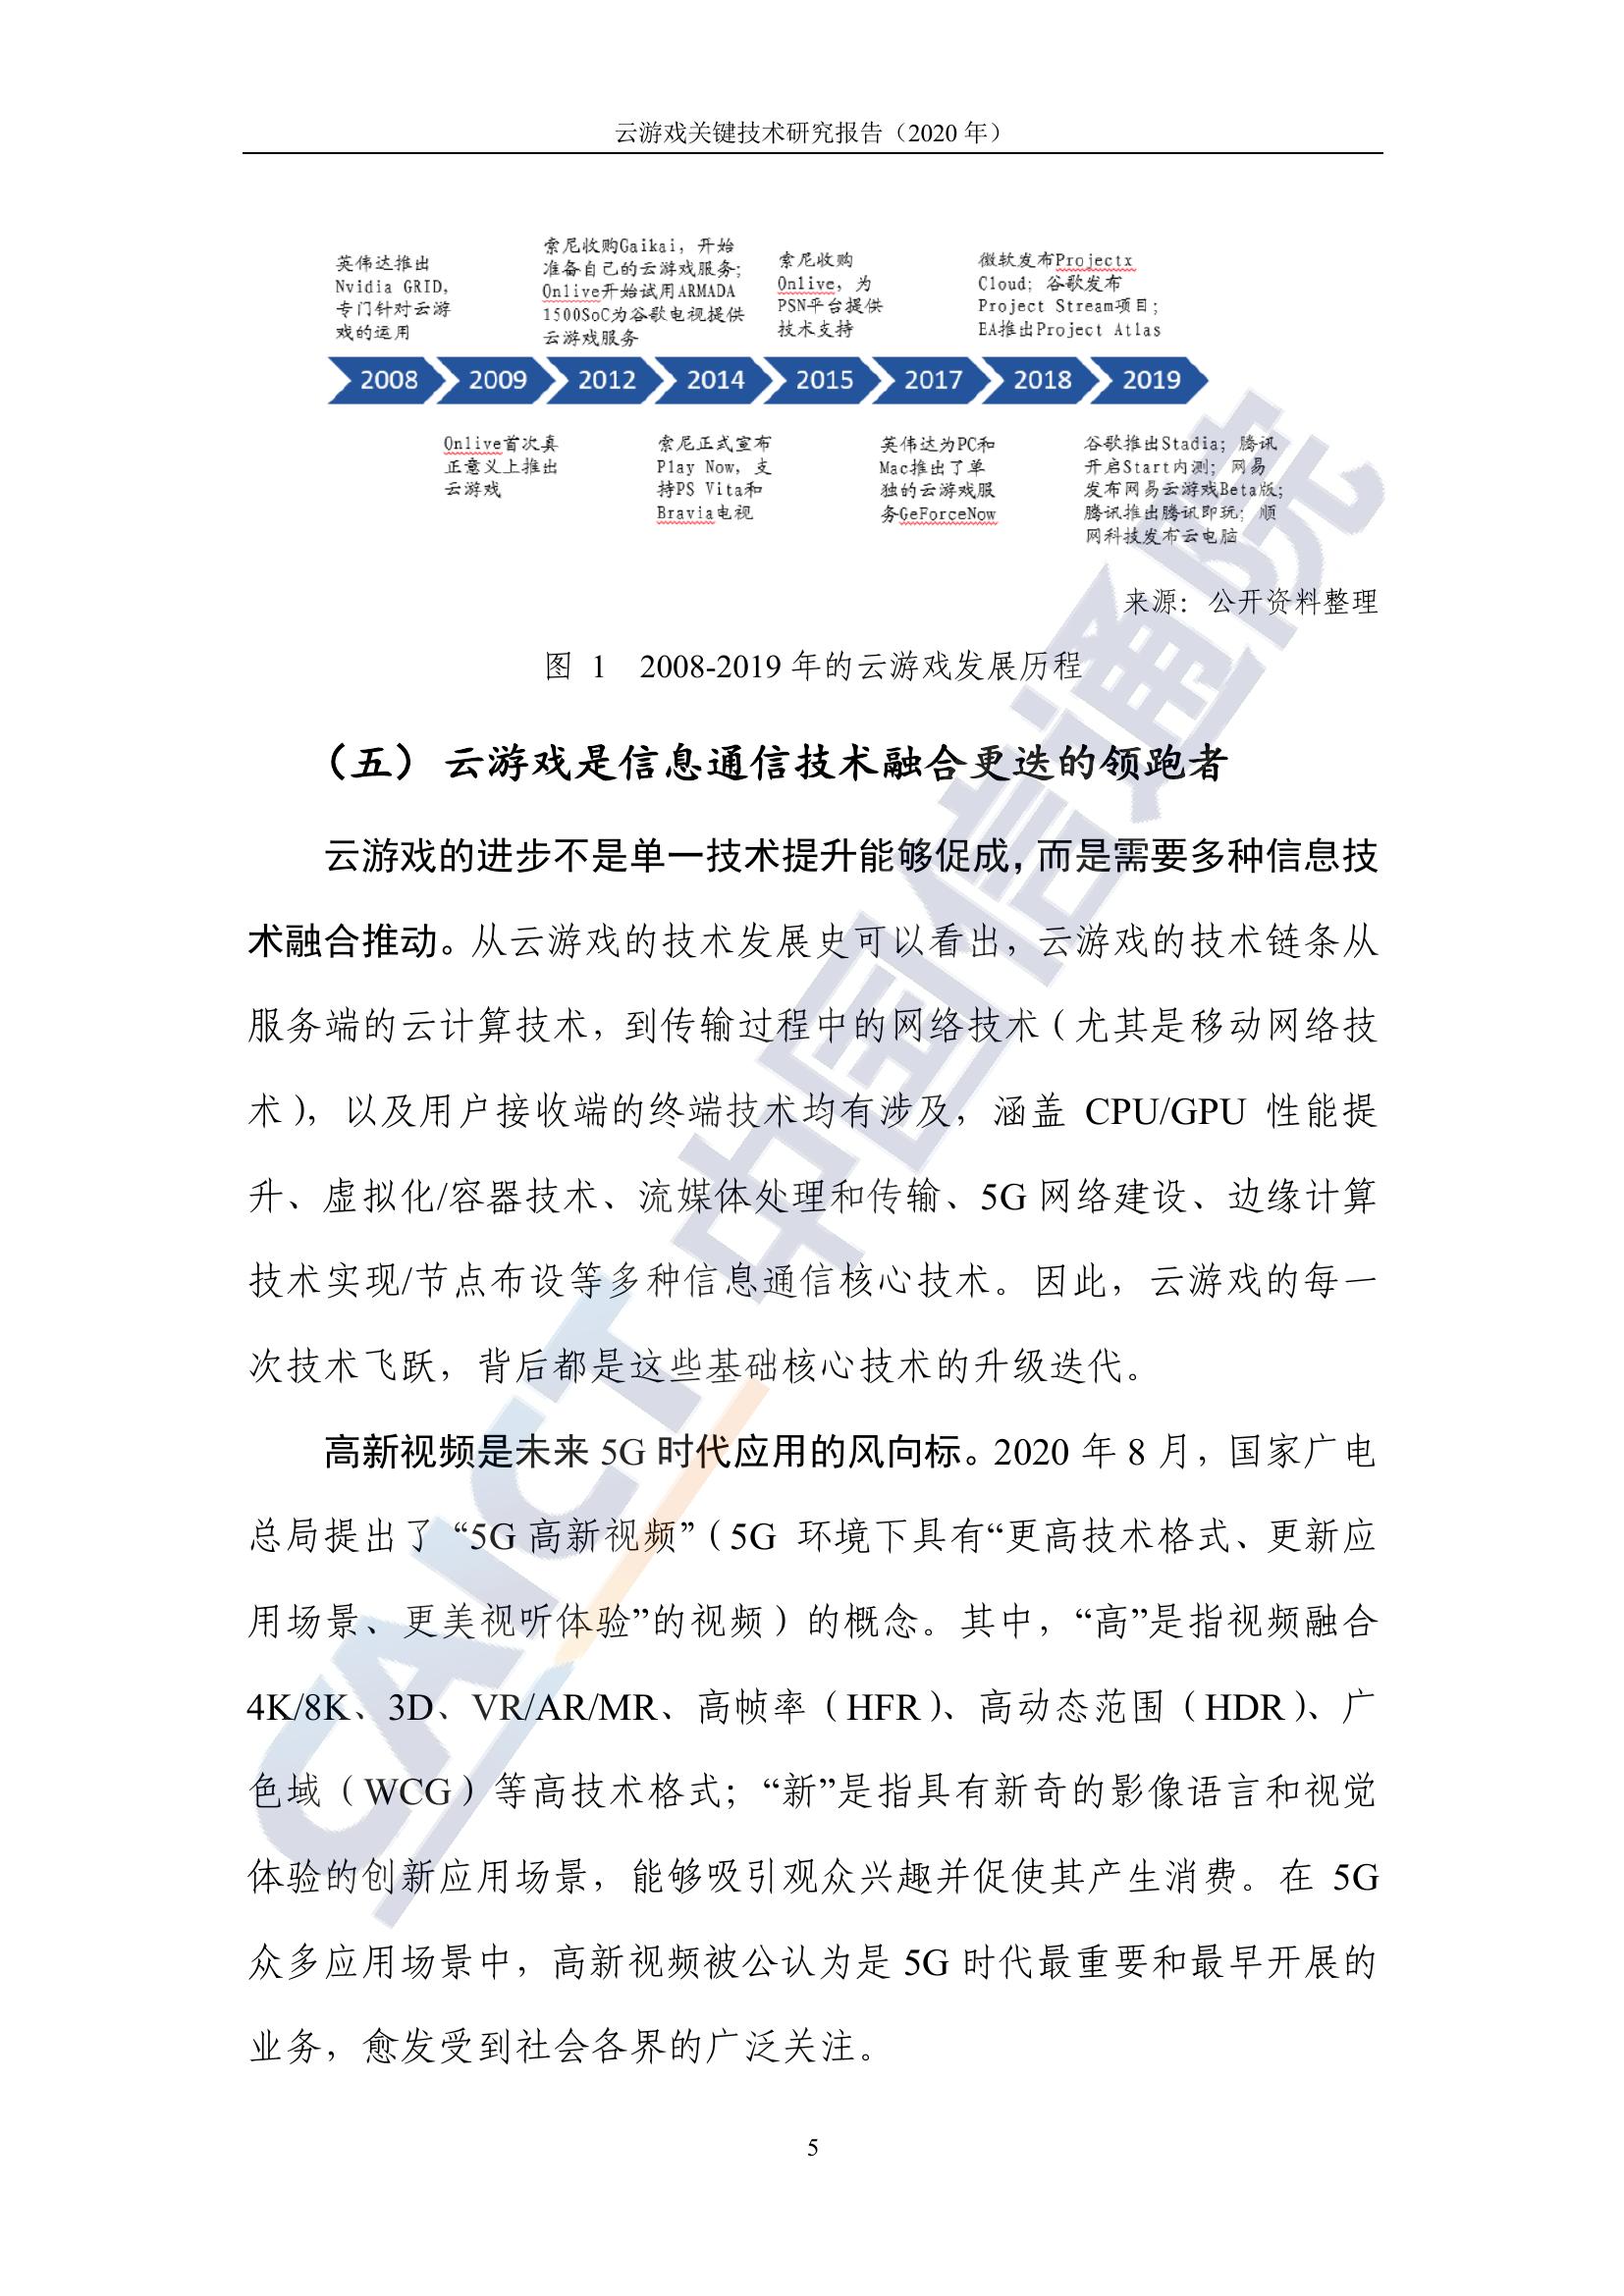 云游戏关键技术研究报告（2020 年）
英伟达推出
Nvidia GRID，
专门针对云游
戏的运用
索尼收购Gaikai，开始
准备自己的云游戏服务；
Onlive开始试用ARMADA
1500SoC为谷歌电视提供
云游戏服务
索尼收购
Onlive，为
PSN平台提供
技术支持
微软发布Projectx
Cloud；谷歌发布
Project Stream项目；
EA推出Project Atlas
2008 2009 2012 2014 2015 2017 2018 2019
Onlive首次真
正意义上推出
云游戏
索尼正式宣布
Play Now，支
持PS Vita和
Bravia电视
英伟达为PC和
Mac推出了单
独的云游戏服
务GeForceNow
谷歌推出Stadia；腾讯
开启Start内测；网易
发布网易云游戏Beta版；
腾讯推出腾讯即玩；顺
网科技发布云电脑
来源：公开资料整理
图 1 2008-2019 年的云游戏发展历程
（五） 云游戏是信息通信技术融合更迭的领跑者
云游戏的进步不是单一技术提升能够促成，而是需要多种信息技
术融合推动。从云游戏的技术发展史可以看出，云游戏的技术链条从
服务端的云计算技术，到传输过程中的网络技术（尤其是移动网络技
术），以及用户接收端的终端技术均有涉及，涵盖 CPU/GPU 性能提
升、虚拟化/容器技术、流媒体处理和传输、5G 网络建设、边缘计算
技术实现/节点布设等多种信息通信核心技术。因此，云游戏的每一
次技术飞跃，背后都是这些基础核心技术的升级迭代。
高新视频是未来 5G 时代应用的风向标。2020 年 8 月，国家广电
总局提出了 “5G 高新视频”（5G 环境下具有“更高技术格式、更新应
用场景、更美视听体验”的视频）的概念。其中，“高”是指视频融合
4K/8K、3D、VR/AR/MR、高帧率（HFR）、高动态范围（HDR）、广
色域（WCG）等高技术格式；“新”是指具有新奇的影像语言和视觉
体验的创新应用场景，能够吸引观众兴趣并促使其产生消费。在 5G
众多应用场景中，高新视频被公认为是 5G 时代最重要和最早开展的
业务，愈发受到社会各界的广泛关注。
5
CAICT 中国信通院